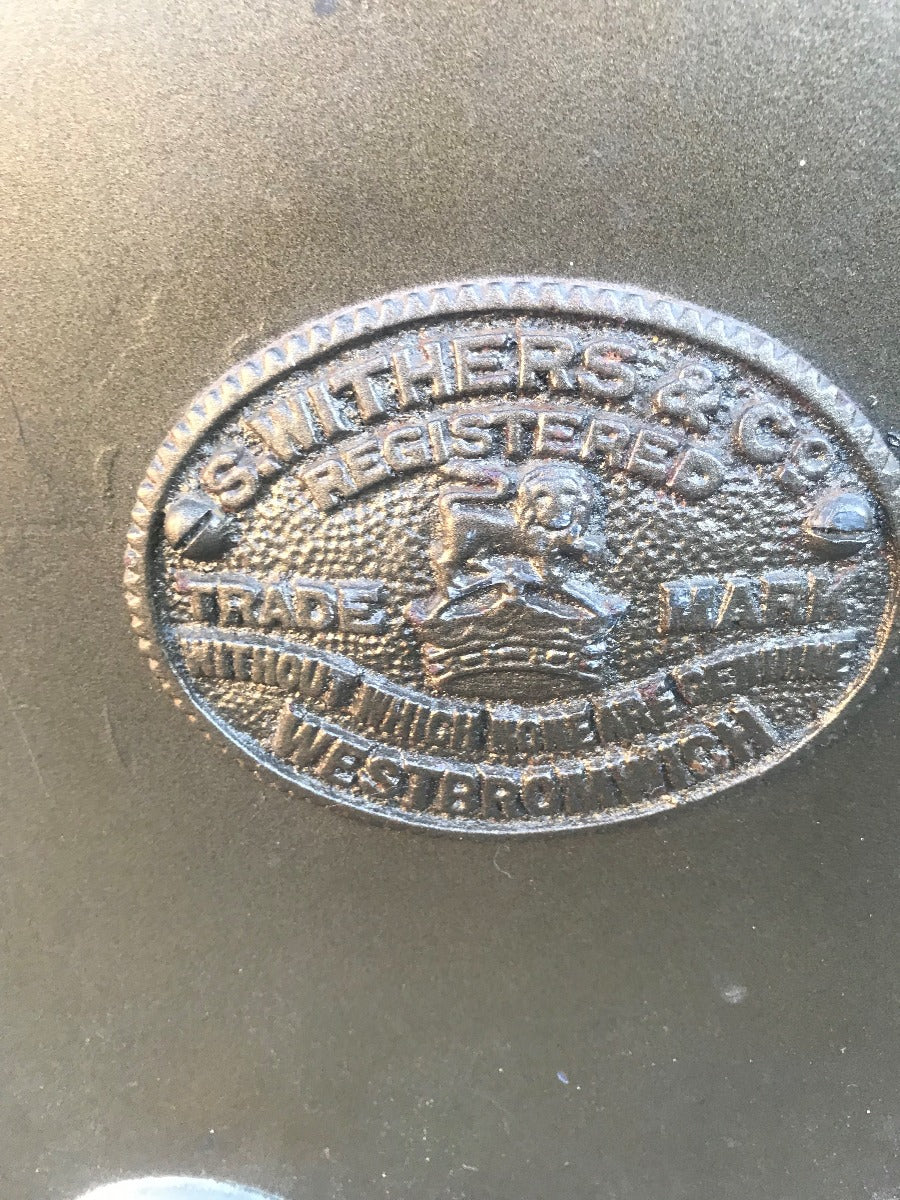 S. WITHERS & Co.
REGISTERED
TRADE MARK
WITHOUT WHICH NONE ARE GENUINE
WESTBROMWICH